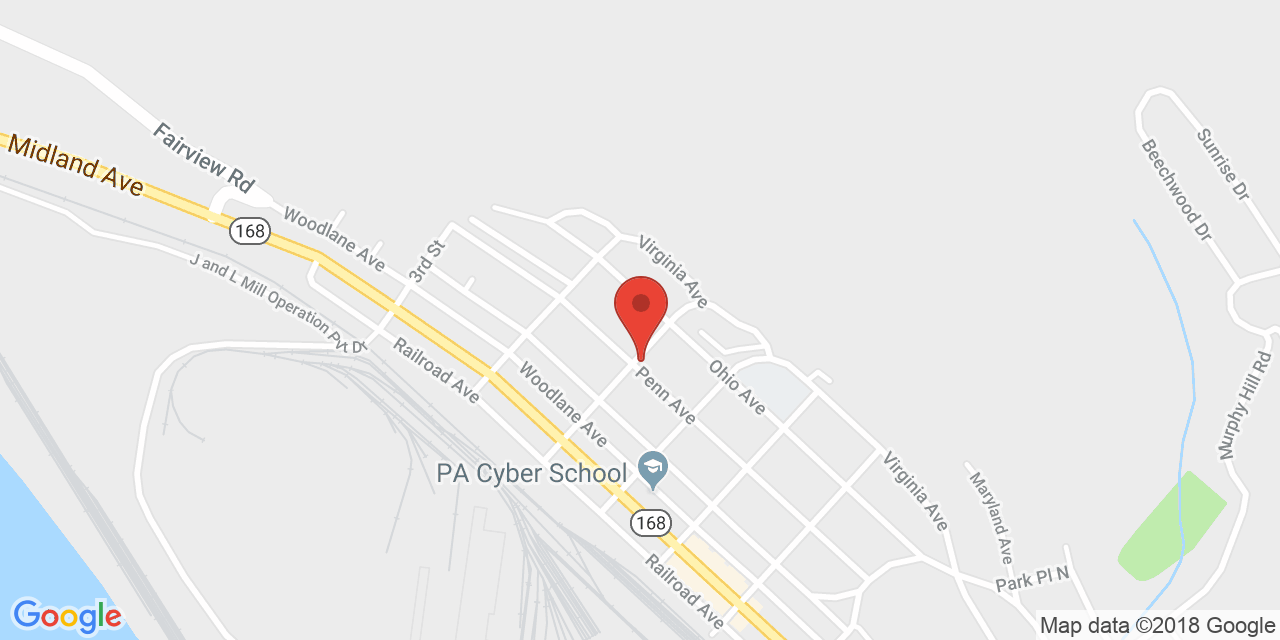 Fairview Rd
Midland Ave
168
Woodlane Ave
3rd St
J and L Mill Operation Pvt Dr
Railroad Ave
Virginia Ave
Ohio Ave
Penn Ave
Woodlane Ave
PA Cyber School
168
Railroad Ave
Virginia Ave
Maryland Ave
Park Pl N
Beechwood Dr
Sunrise Dr
Murphy Hill Rd
Google
Map data ©2018 Google